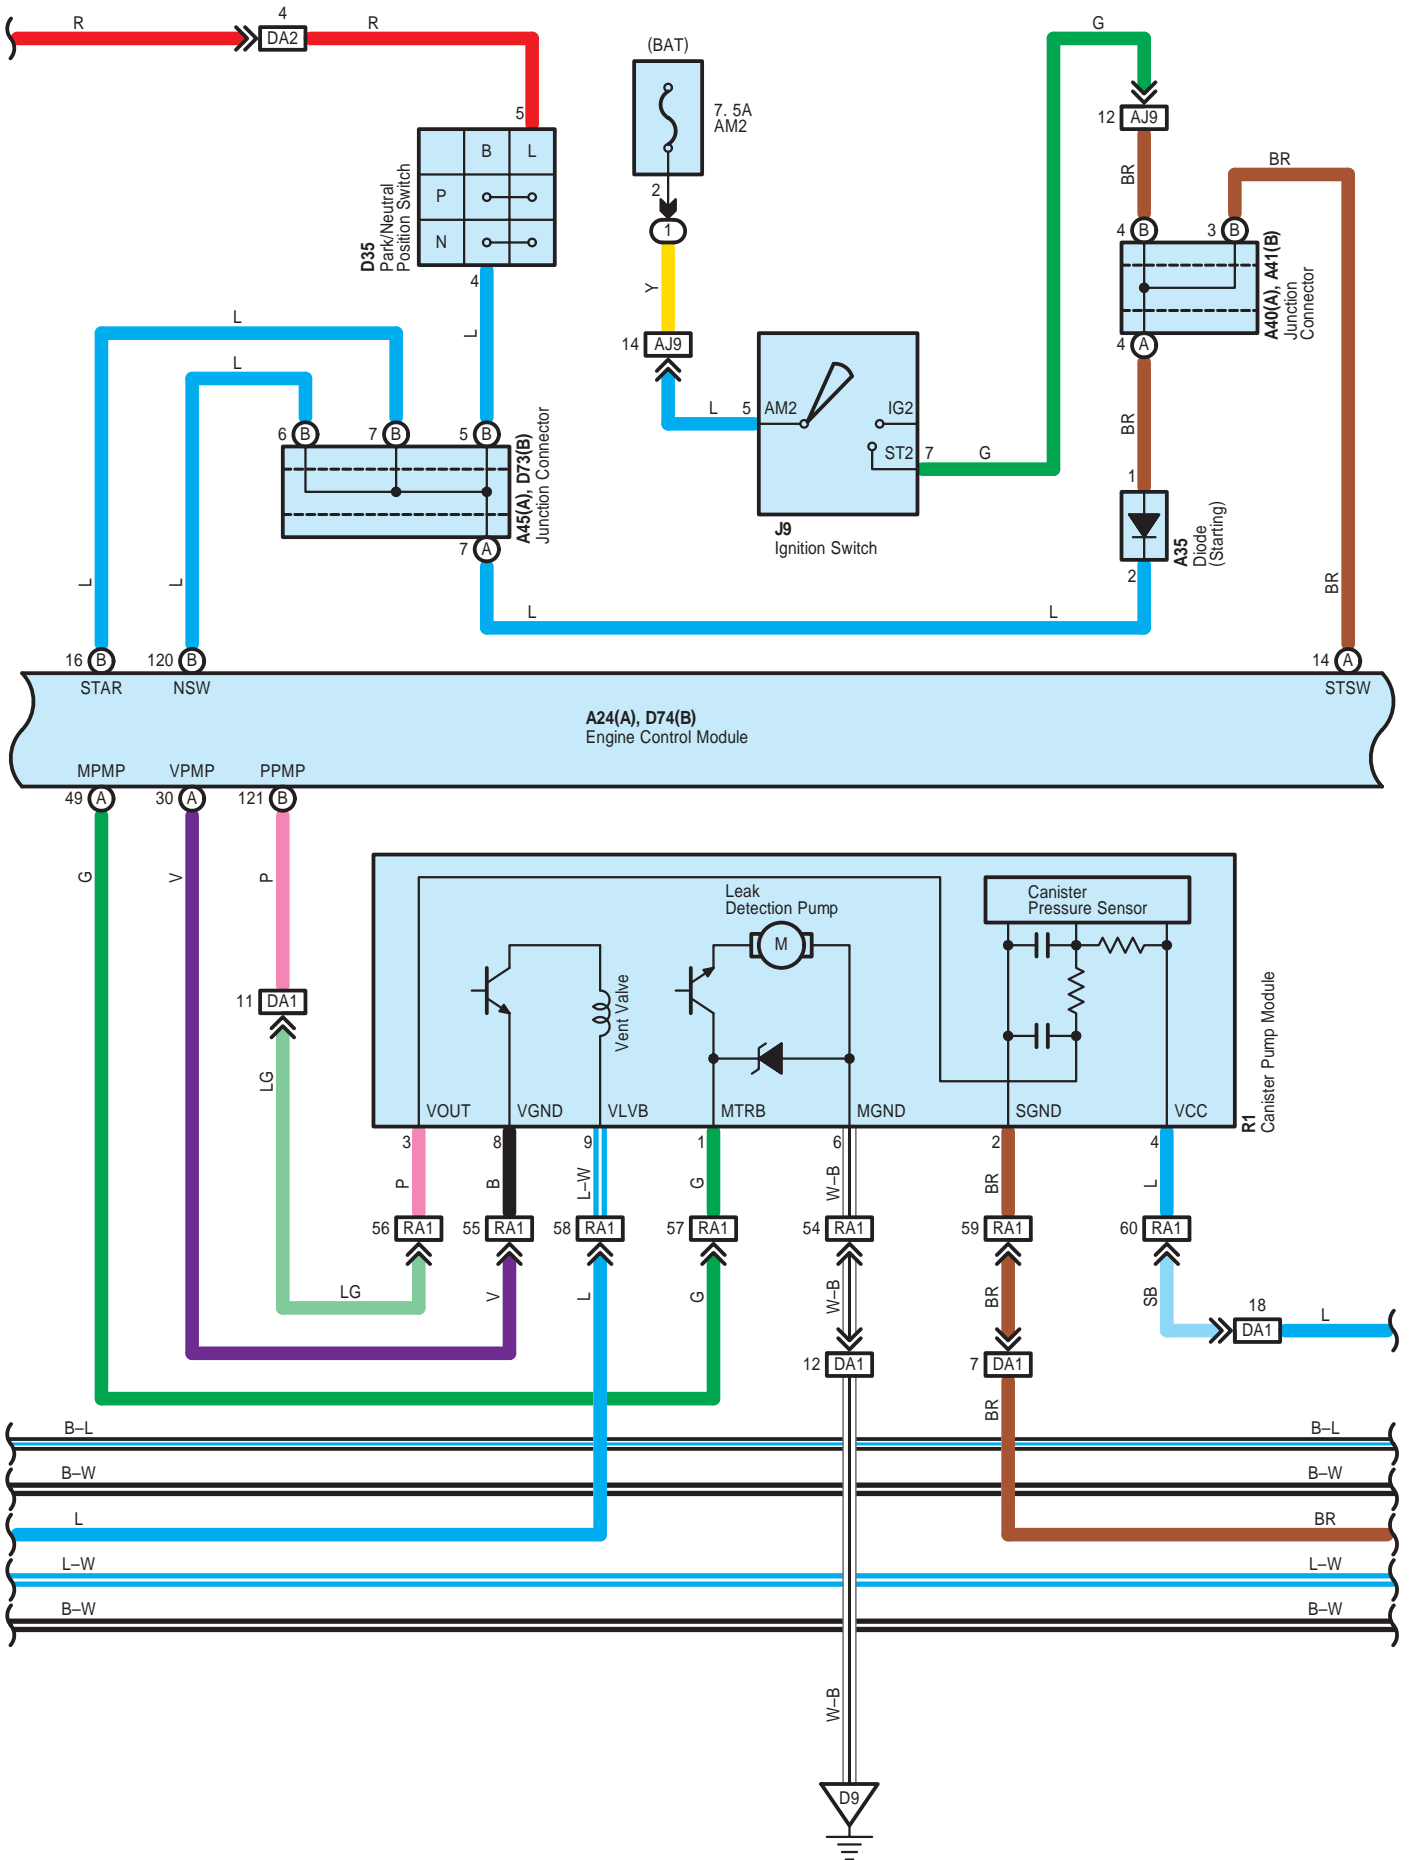 R
4
DA2
R
5
B L
P
N
D35
Park/Neutral
Position Switch
4
L
(BAT)
7. 5A
AM2
2
1
Y
14 AJ9
L 5
AM2
IG2
ST2
7 G
J9
Ignition Switch
G
12 AJ9
BR
BR
4 B
3 B
A40(A), A41(B)
Junction
Connector
4 A
BR
1
A35
Diode
(Starting)
2
BR
L
L
6 B
7 B
5 B
A45(A), D73(B)
Junction Connector
7 A
L
L
L
L
16 B
120 B
14 A
STAR
NSW
STSW
A24(A), D74(B)
Engine Control Module
MPMP
VPMP
PPMP
49 A
30 A
121 B
G
V
P
11 DA1
LG
LG
Leak
Detection Pump
M
Canister
Pressure Sensor
Vent Valve
VOUT
VGND
VLVB
MTRB
MGND
SGND
VCC
R1
Canister Pump Module
3
8
9
1
6
2
4
P
B
L–W
G
W–B
BR
L
56 RA1
55 RA1
58 RA1
57 RA1
54 RA1
59 RA1
60 RA1
V
L
G
W–B
BR
SB
18
DA1
L
12 DA1
7 DA1
BR
B–L
B–L
B–W
B–W
L
BR
L–W
L–W
B–W
B–W
W–B
D9